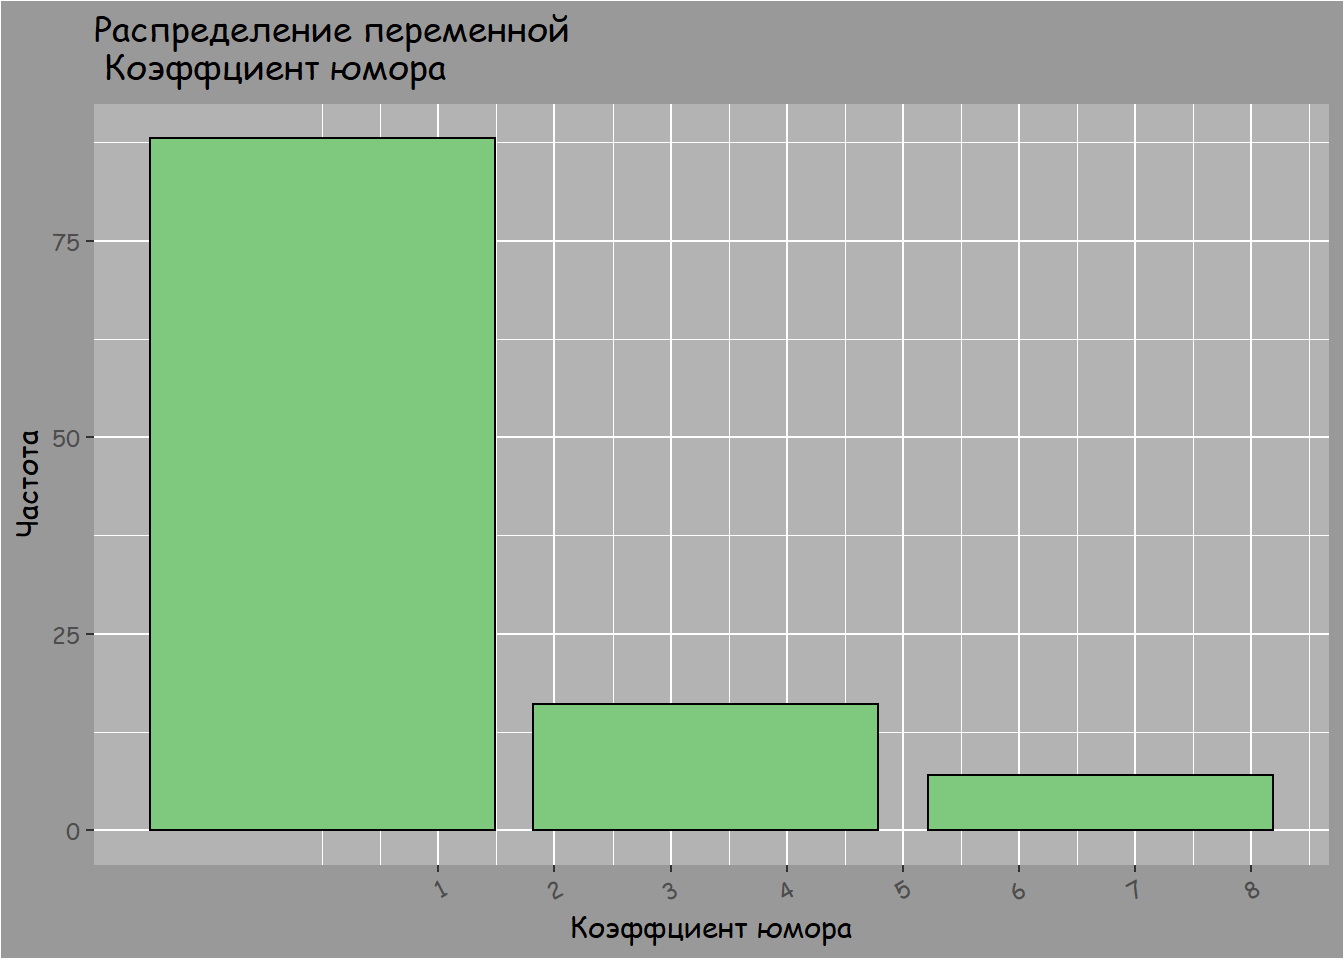 Распределение переменной
Коэффциент юмора
Частота
75
50
25
0
1 2 3 4 5 6 7 8
Коэффциент юмора